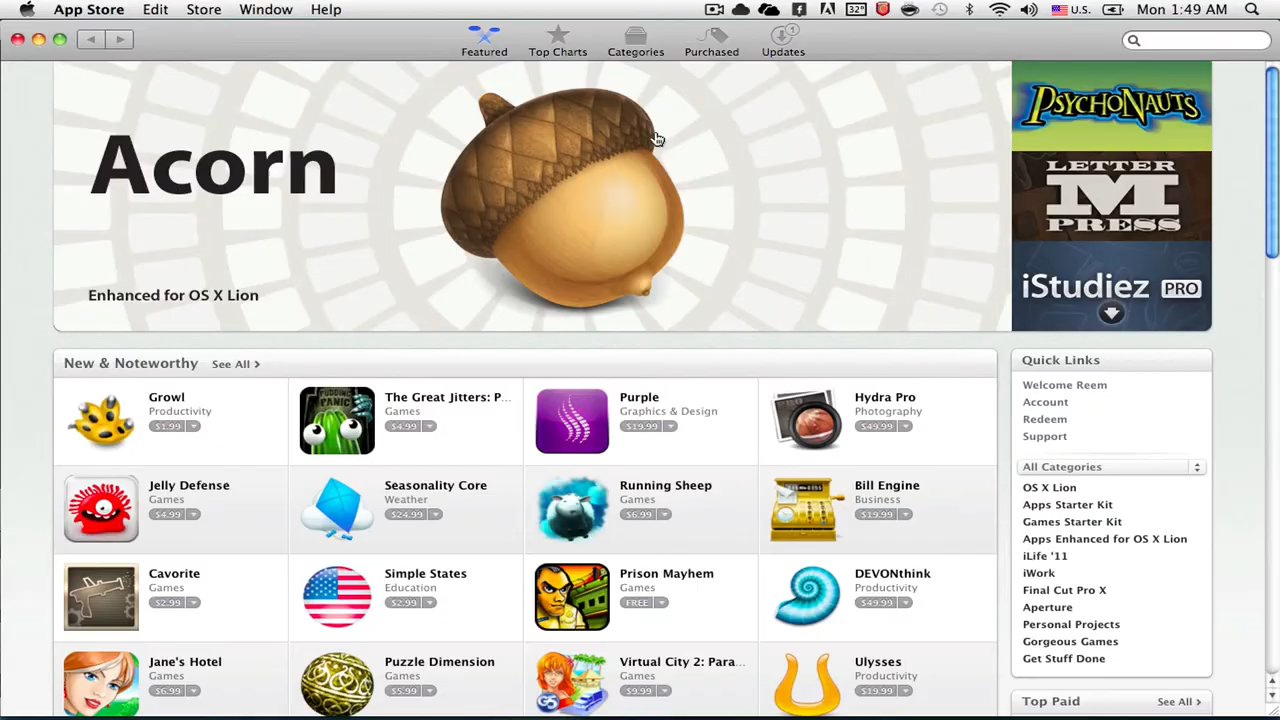 App Store Edit Store Window Help 32° U.S. Mon 1:49 AM
Featured Top Charts Categories Purchased Updates 1
Acorn
Enhanced for OS X Lion
PSYCHONAUTS
LETTER
M
PRESS
iStudiez PRO
New & Noteworthy See All >
Growl
Productivity
$1.99
The Great Jitters: P...
Games
$4.99
Purple
Graphics & Design
$19.99
Hydra Pro
Photography
$49.99
Jelly Defense
Games
$4.99
Seasonality Core
Weather
$24.99
Running Sheep
Games
$6.99
Bill Engine
Business
$19.99
Cavorite
Games
$2.99
Simple States
Education
$2.99
Prison Mayhem
Games
FREE
DEVONthink
Productivity
$49.99
Jane's Hotel
Games
$6.99
Puzzle Dimension
Games
$5.99
Virtual City 2: Para...
Games
$9.99
G5
Ulysses
Productivity
$19.99
Quick Links
Welcome Reem
Account
Redeem
Support
All Categories
OS X Lion
Apps Starter Kit
Games Starter Kit
Apps Enhanced for OS X Lion
iLife '11
iWork
Final Cut Pro X
Aperture
Personal Projects
Gorgeous Games
Get Stuff Done
Top Paid See All >